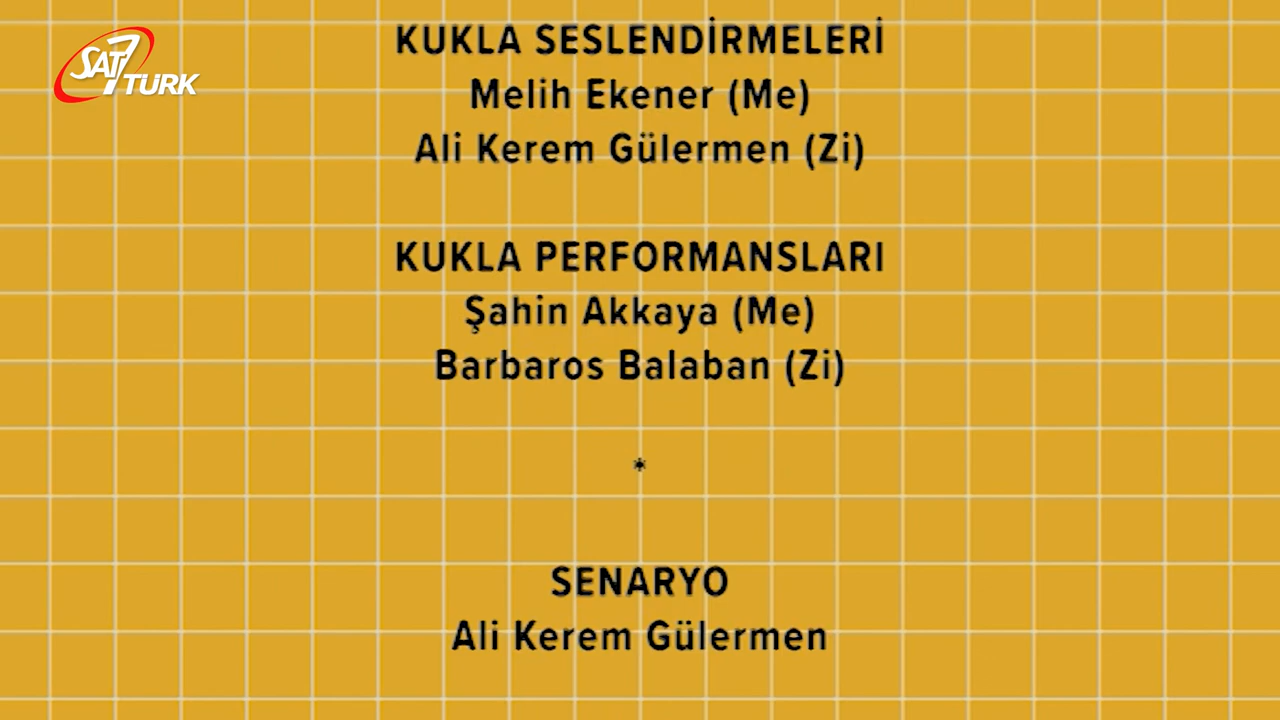 SAT7
TÜRK
KUKLA SESLENDİRMELERİ
Melih Ekener (Me)
Ali Kerem Gülermen (Zi)
KUKLA PERFORMANSLARI
Şahin Akkaya (Me)
Barbaros Balaban (Zi)
*
SENARYO
Ali Kerem Gülermen